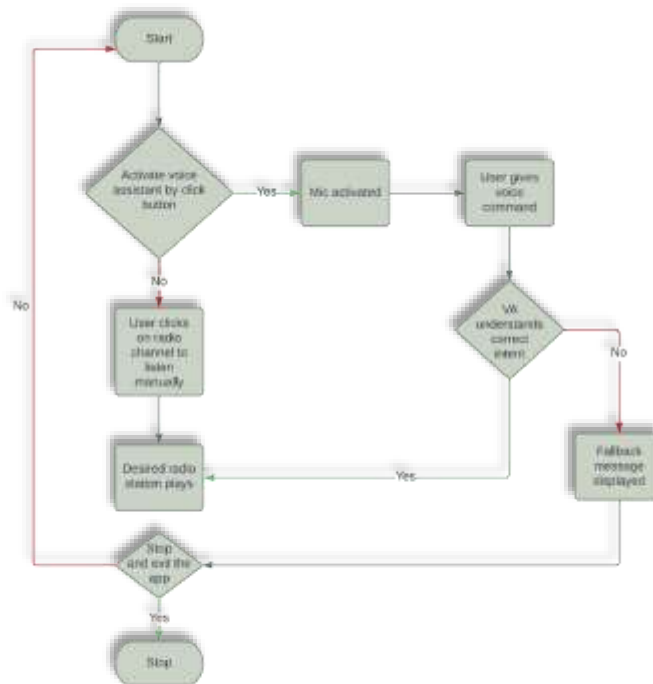 Start
Activate voice
assistant by click
button
Yes
Mic activated
User gives
voice
command
No
No
User clicks
on radio
channel to
listen
manually
VA
understands
correct
intent
No
Desired radio
station plays
Yes
Fallback
message
displayed
Stop
and exit the
app
Yes
Stop